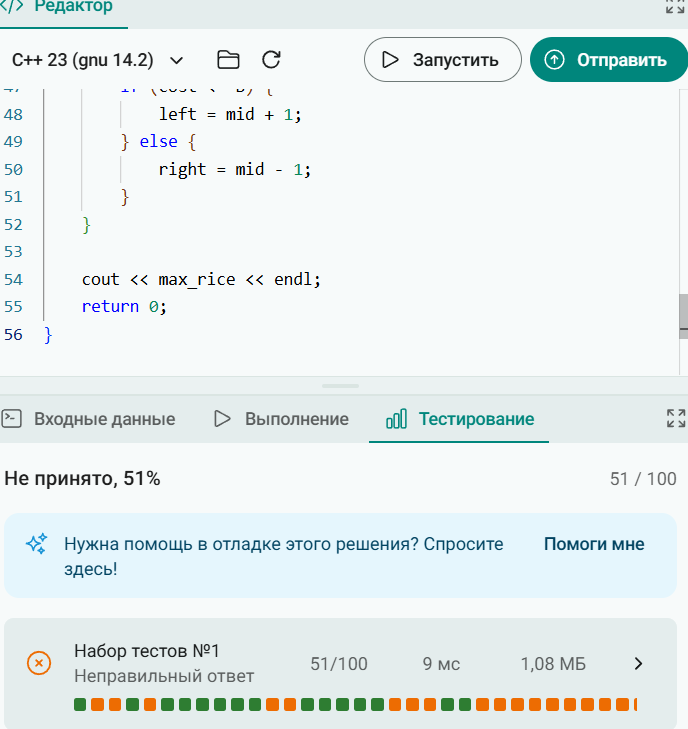 </> Редактор
C++ 23 (gnu 14.2)
Запустить
Отправить
48 left = mid + 1;
49 } else {
50 right = mid - 1;
51 }
52 }
53
54 cout << max_rice << endl;
55 return 0;
56 }
Входные данные
Выполнение
Тестирование
Не принято, 51%
51 / 100
Нужна помощь в отладке этого решения? Спросите
здесь!
Помоги мне
Набор тестов №1
Неправильный ответ
51/100
9 мс
1,08 МБ